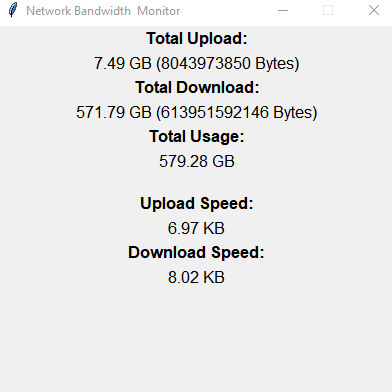 Network Bandwidth  Monitor
Total Upload:
7.49 GB (8043973850 Bytes)
Total Download:
571.79 GB (613951592146 Bytes)
Total Usage:
579.28 GB
Upload Speed:
6.97 KB
Download Speed:
8.02 KB